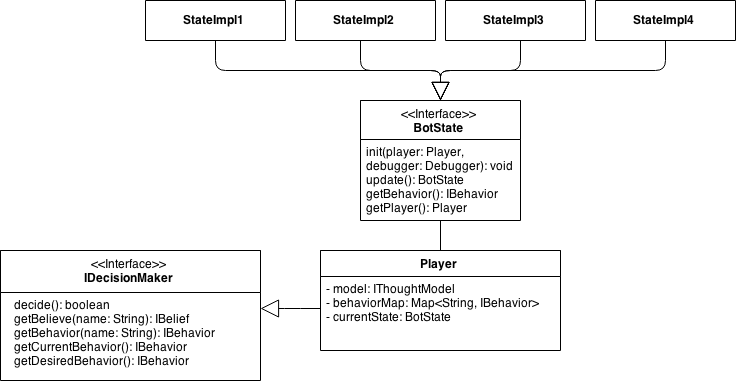 StateImpl1
StateImpl2
StateImpl3
StateImpl4
<<Interface>>
BotState
init(player: Player,
debugger: Debugger): void
update(): BotState
getBehavior(): IBehavior
getPlayer(): Player
<<Interface>>
IDecisionMaker
decide(): boolean
getBelieve(name: String): IBelief
getBehavior(name: String): IBehavior
getCurrentBehavior(): IBehavior
getDesiredBehavior(): IBehavior
Player
- model: IThoughtModel
- behaviorMap: Map<String, IBehavior>
- currentState: BotState